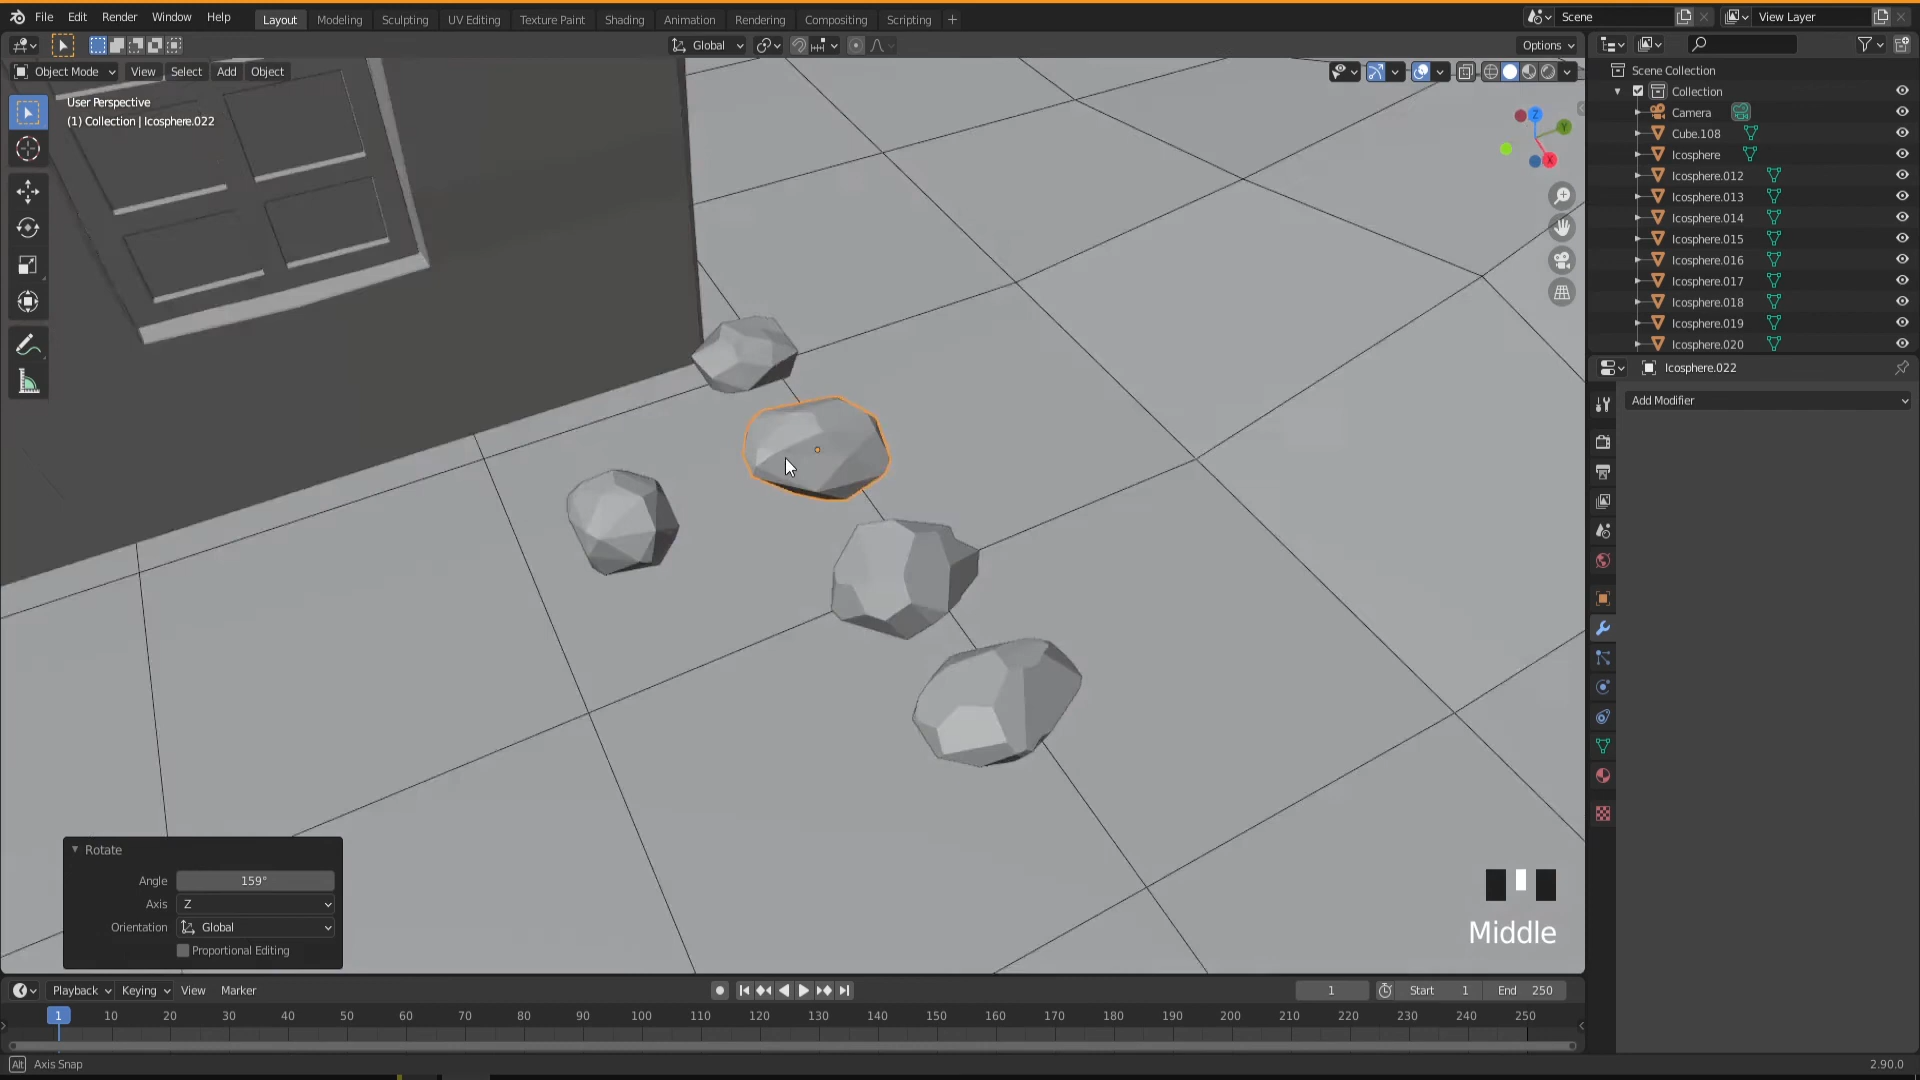 File Edit Render Window Help Layout Modeling Sculpting UV Editing Texture Paint Shading Animation Rendering Compositing Scripting + Scene View Layer
Global Options
Object Mode View Select Add Object
User Perspective
(1) Collection | Icosphere.022
Z
Y
X
Scene Collection
Collection
Camera
Cube.108
Icosphere
Icosphere.012
Icosphere.013
Icosphere.014
Icosphere.015
Icosphere.016
Icosphere.017
Icosphere.018
Icosphere.019
Icosphere.020
Icosphere.022
Add Modifier
Rotate
Angle 159°
Axis Z
Orientation Global
Proportional Editing
Middle
Playback Keying View Marker 1 Start 1 End 250
1 10 20 30 40 50 60 70 80 90 100 110 120 130 140 150 160 170 180 190 200 210 220 230 240 250
Alt Axis Snap 2.90.0